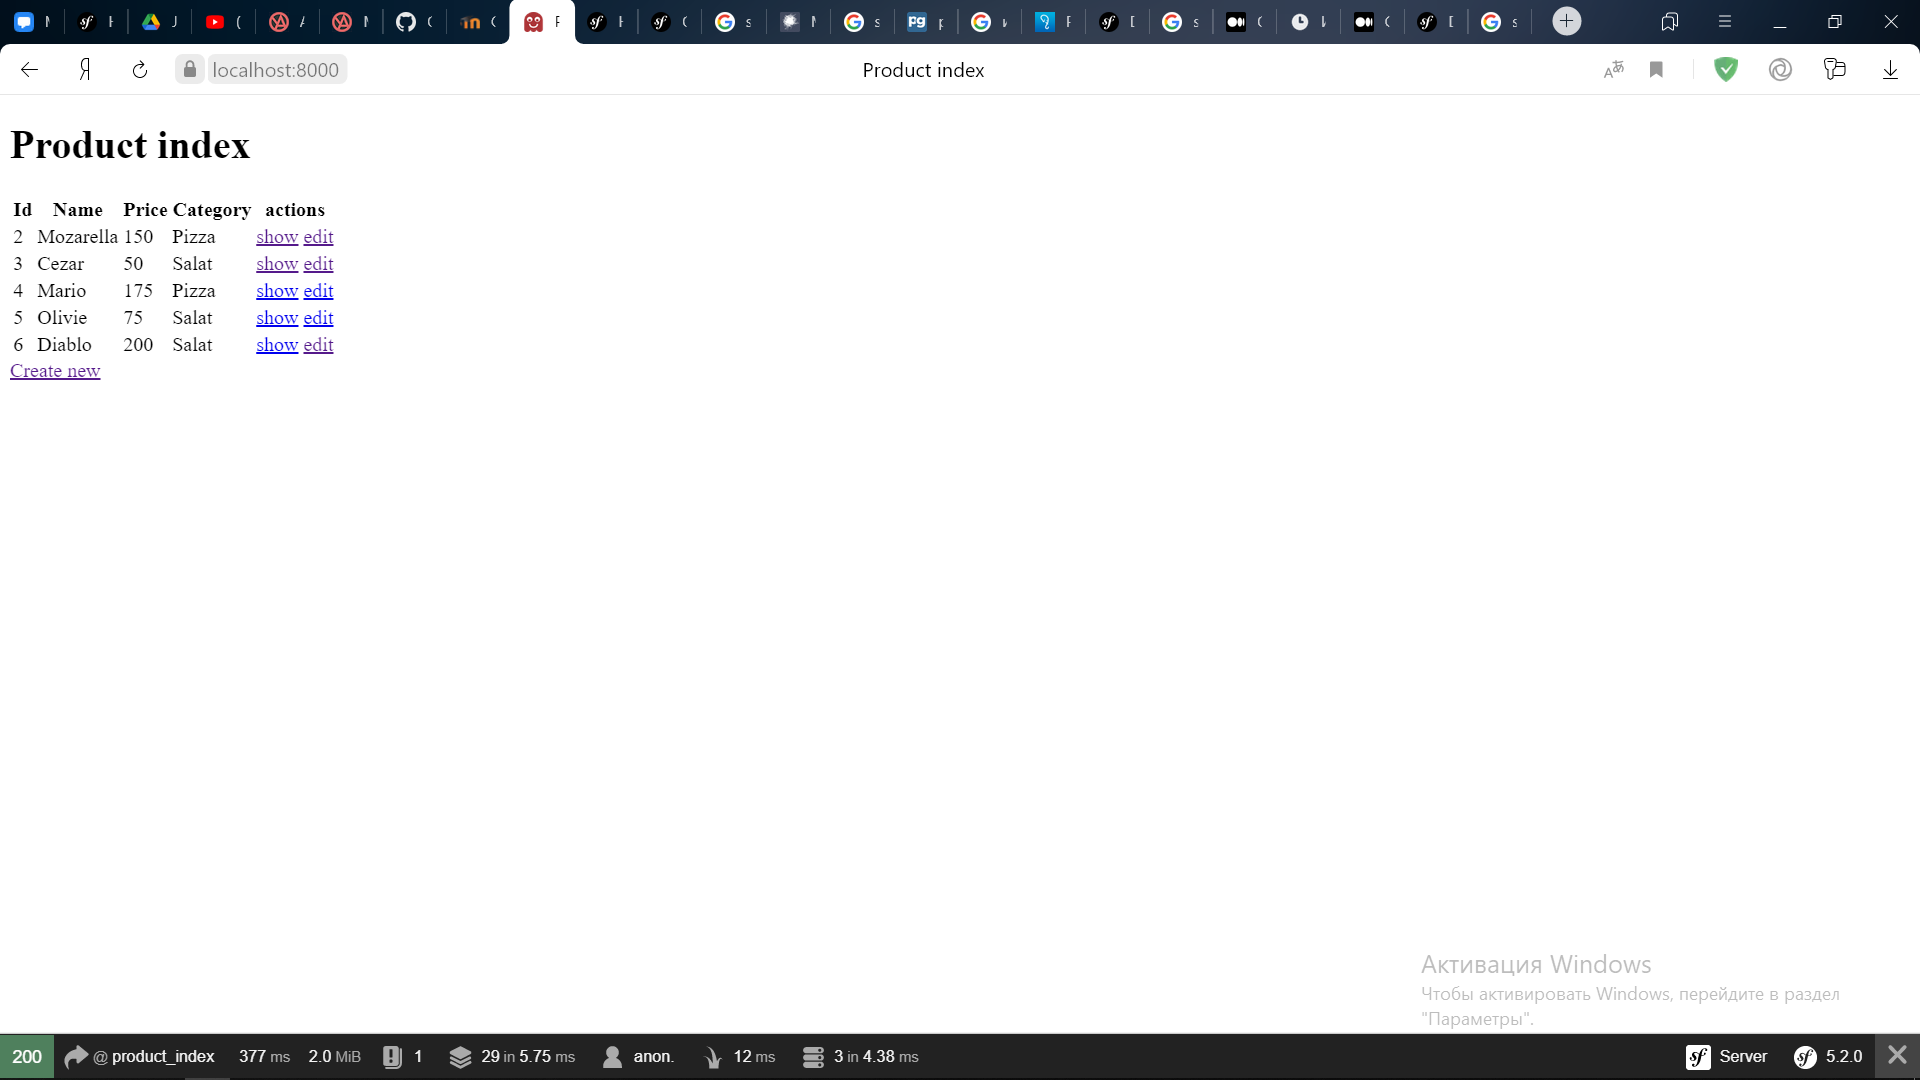 localhost:8000
Product index
Product index
Id Name Price Category actions
2 Mozarella 150 Pizza show edit
3 Cezar 50 Salat show edit
4 Mario 175 Pizza show edit
5 Olivie 75 Salat show edit
6 Diablo 200 Salat show edit
Create new
Активация Windows
Чтобы активировать Windows, перейдите в раздел
"Параметры".
200 @ product_index 377 ms 2.0 MiB 1 29 in 5.75 ms anon. 12 ms 3 in 4.38 ms Server 5.2.0